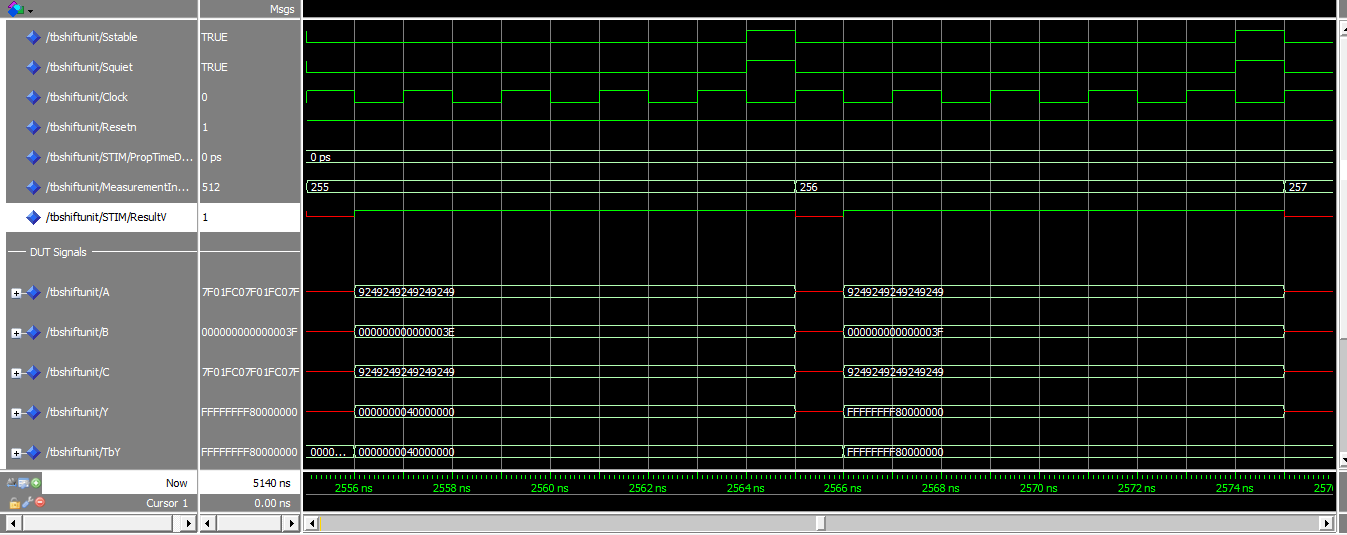 Msgs
/tbshiftunit/Sstable TRUE
/tbshiftunit/Squiet TRUE
/tbshiftunit/Clock 0
/tbshiftunit/Resetn 1
/tbshiftunit/STIM/PropTimeD... 0 ps 0 ps
/tbshiftunit/MeasurementIn... 512 255 256 257
/tbshiftunit/STIM/ResultV 1
DUT Signals
/tbshiftunit/A 7F01FC07F01FC07F 9249249249249249 9249249249249249
/tbshiftunit/B 000000000000003F 000000000000003E 000000000000003F
/tbshiftunit/C 7F01FC07F01FC07F 9249249249249249 9249249249249249
/tbshiftunit/Y FFFFFFFF80000000 0000000040000000 FFFFFFFF80000000
/tbshiftunit/TbY FFFFFFFF80000000 0000... 0000000040000000 FFFFFFFF80000000
Now 5140 ns 2556 ns 2558 ns 2560 ns 2562 ns 2564 ns 2566 ns 2568 ns 2570 ns 2572 ns 2574 ns
Cursor 1 0.00 ns